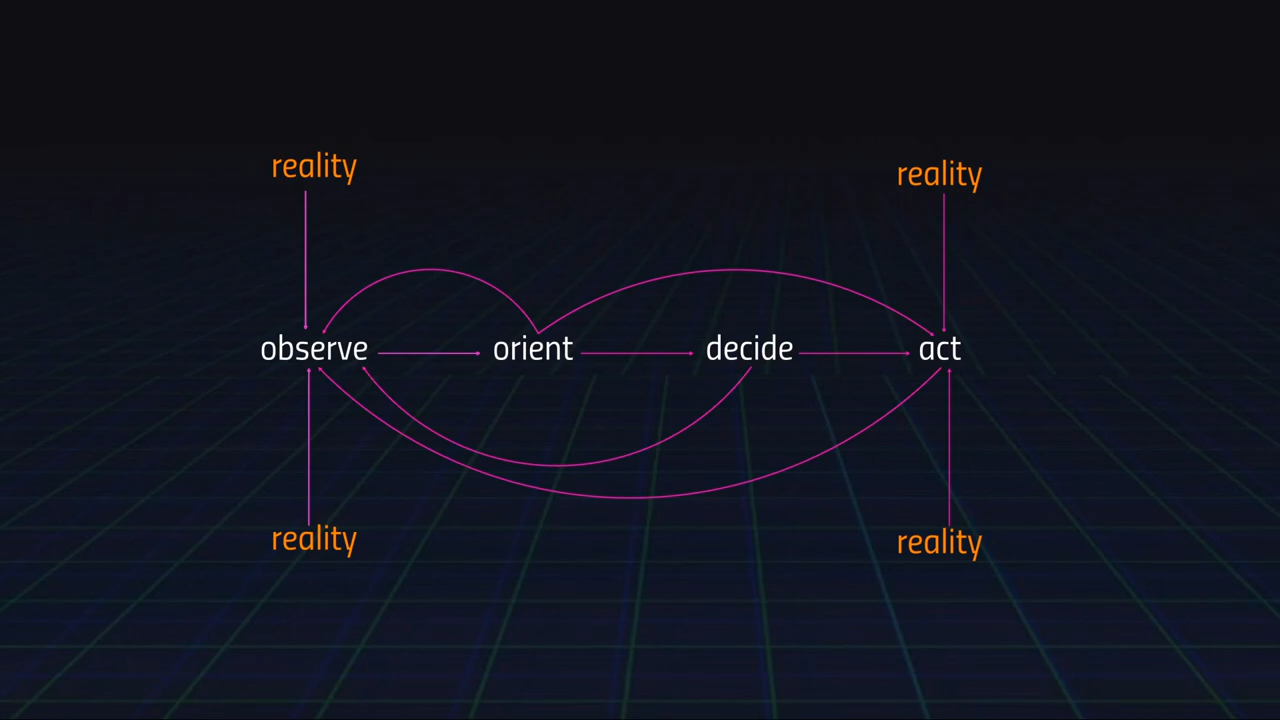 reality
reality
observe
orient
decide
act
reality
reality